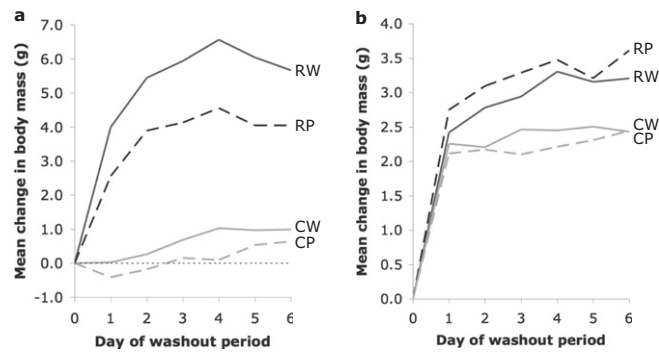 a
Mean change in body mass (g)
7.0
6.0
5.0
4.0
3.0
2.0
1.0
0.0
-1.0
RW
RP
CW
CP
0 1 2 3 4 5 6
Day of washout period
b
Mean change in body mass (g)
4.0
3.5
3.0
2.5
2.0
1.5
1.0
0.5
0.0
RP
RW
CW
CP
0 1 2 3 4 5 6
Day of washout period